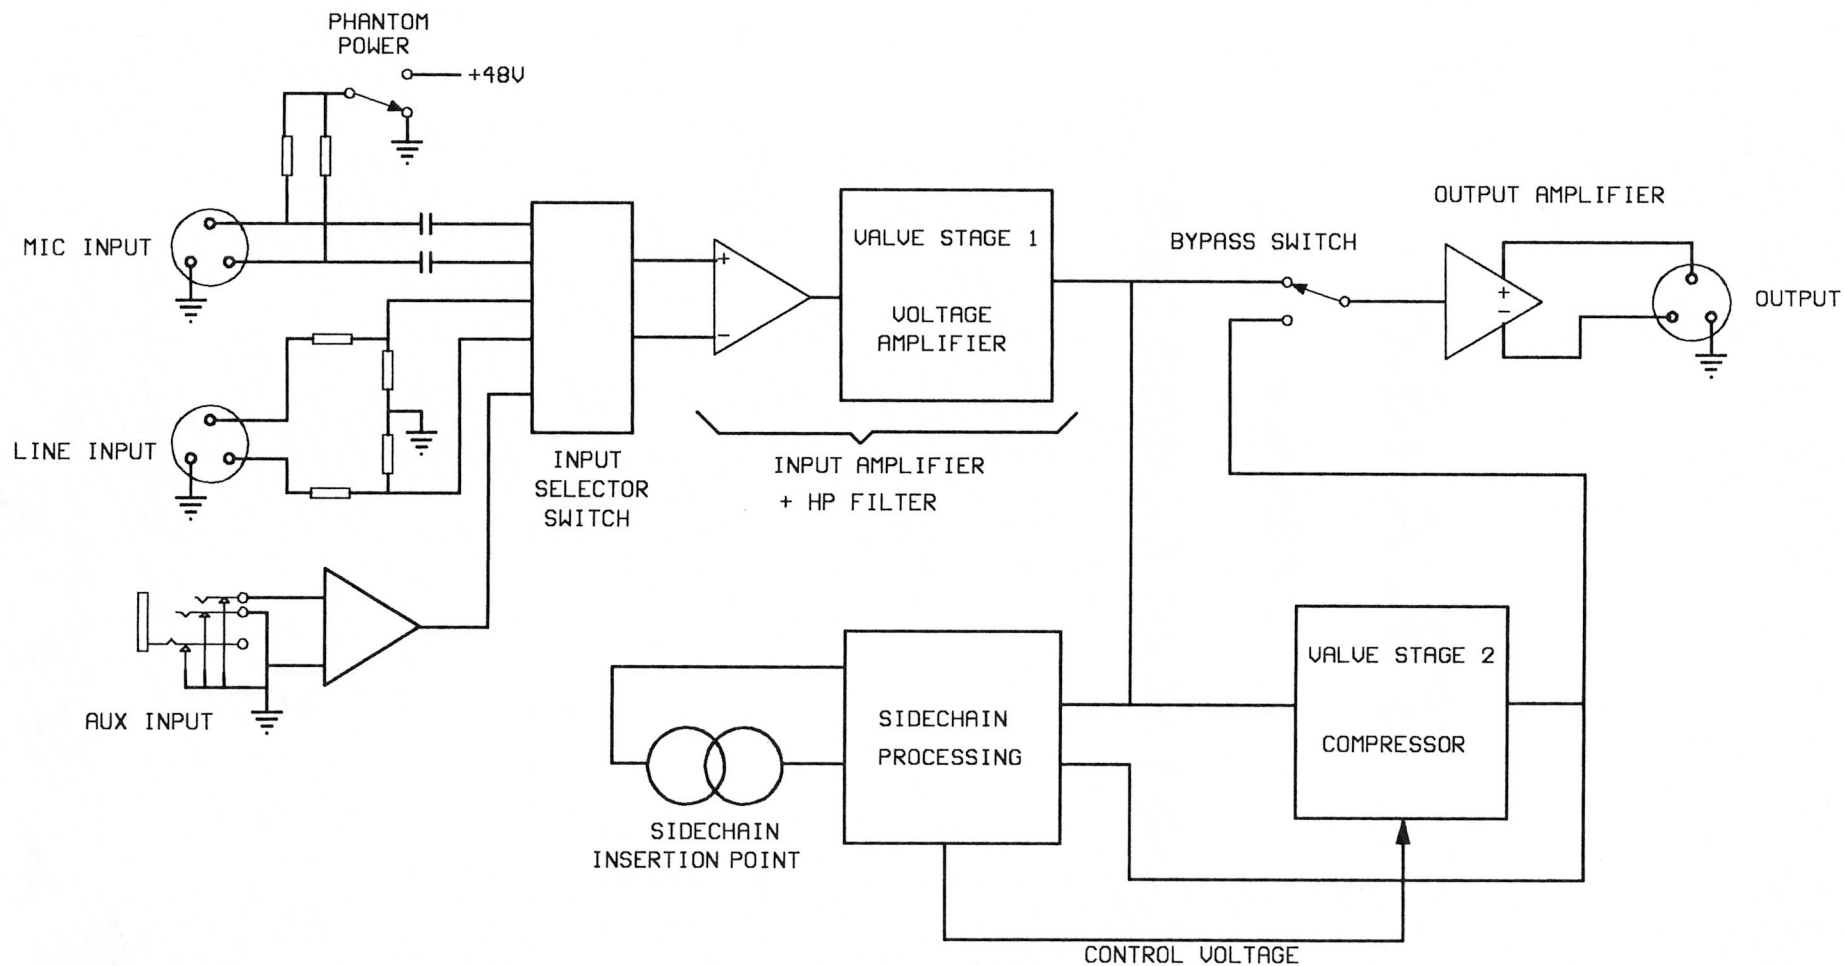 PHANTOM
POWER
+48V
MIC INPUT
LINE INPUT
AUX INPUT
INPUT
SELECTOR
SWITCH
+
−
VALVE STAGE 1
VOLTAGE
AMPLIFIER
INPUT AMPLIFIER
+ HP FILTER
BYPASS SWITCH
OUTPUT AMPLIFIER
+
−
OUTPUT
SIDECHAIN
PROCESSING
SIDECHAIN
INSERTION POINT
VALVE STAGE 2
COMPRESSOR
CONTROL VOLTAGE